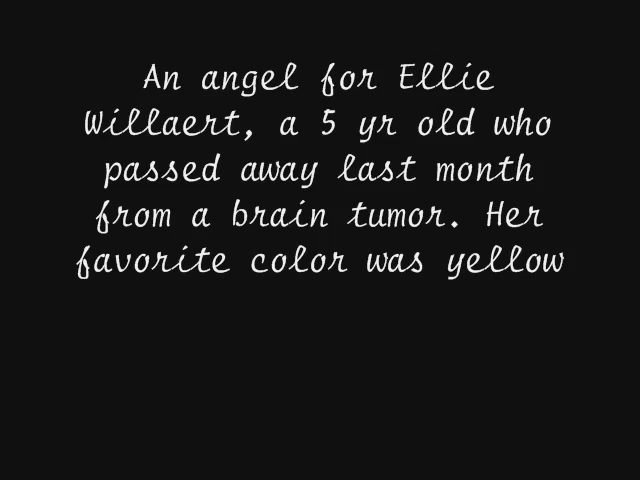 An angel for Ellie
Willaert, a 5 yr old who
passed away last month
from a brain tumor. Her
favorite color was yellow